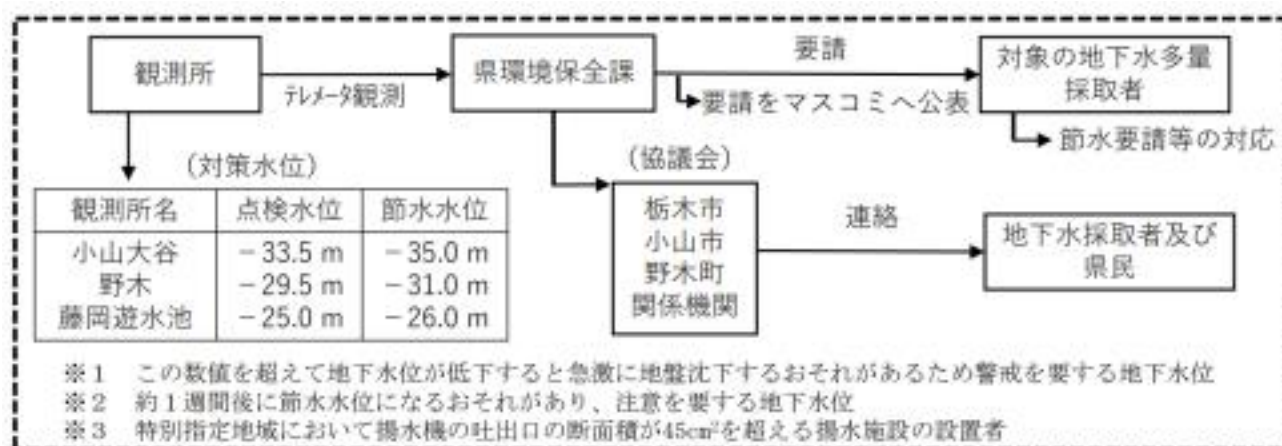 観測所
テレメータ観測
県環境保全課
要請
要請をマスコミへ公表
対象の地下水多量
採取者
節水要請等の対応
(対策水位)
観測所名 点検水位 節水水位
小山大谷 −33.5 m −35.0 m
野木 −29.5 m −31.0 m
藤岡遊水池 −25.0 m −26.0 m
(協議会)
栃木市
小山市
野木町
関係機関
連絡
地下水採取者及び
県民
※1 この数値を超えて地下水位が低下すると急激に地盤沈下するおそれがあるため警戒を要する地下水位
※2 約1週間後に節水水位になるおそれがあり、注意を要する地下水位
※3 特別指定地域において揚水機の吐出口の断面積が45cm²を超える揚水施設の設置者